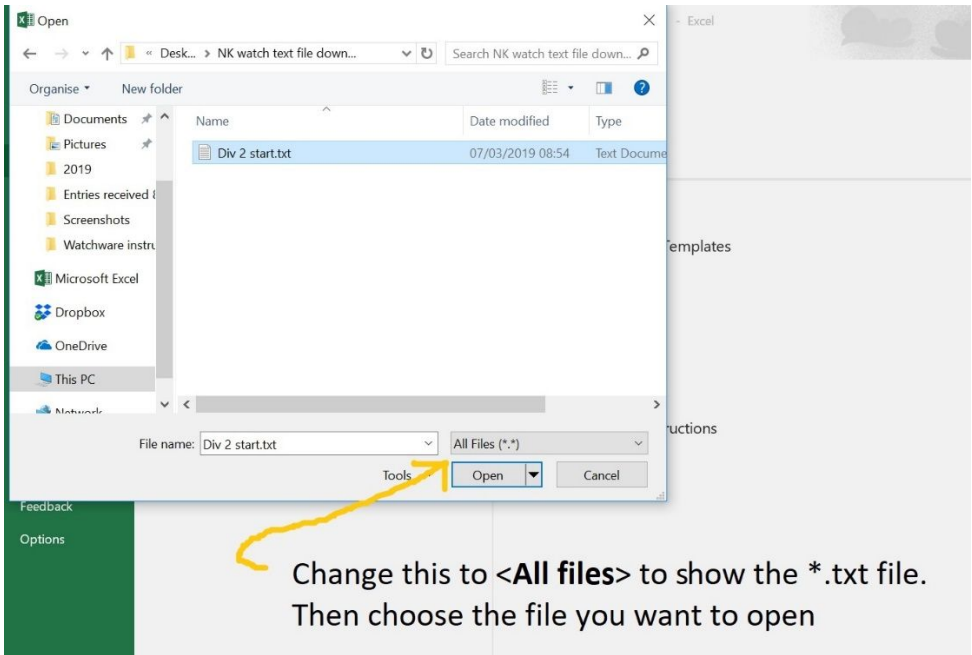 Open
- Excel
« Desk... > NK watch text file down...
Search NK watch text file down...
Organise
New folder
Documents
Name
Date modified
Type
Pictures
Div 2 start.txt
07/03/2019 08:54
Text Docume
2019
Entries received &
Screenshots
Watchware instru
Templates
Microsoft Excel
Dropbox
OneDrive
This PC
Network
ructions
File name: Div 2 start.txt
All Files (*.*)
Tools
Open
Cancel
Feedback
Options
Change this to <All files> to show the *.txt file.
Then choose the file you want to open